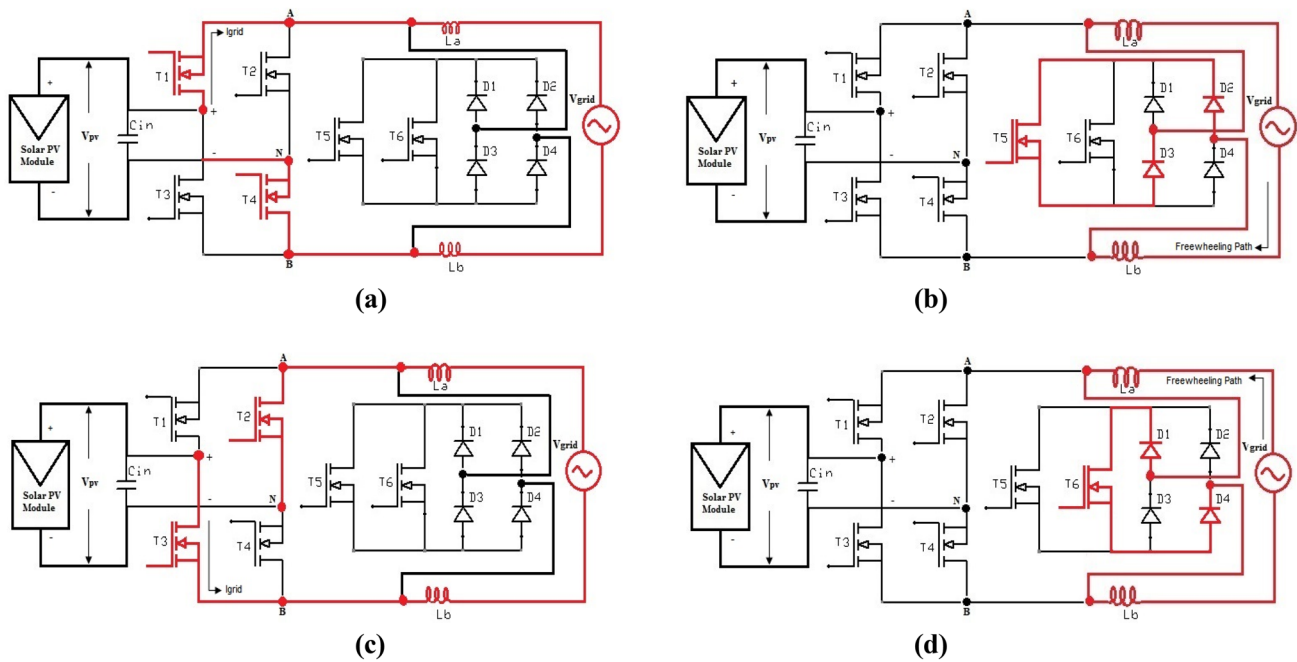 A
Igrid
La
T1
T2
+
Vpv
Cin
+
D1
D2
Vgrid
T5
T6
Solar PV
Module
-
N
D3
D4
-
T3
T4
B
Lb
(a)
A
La
T1
T2
+
Vpv
Cin
+
D1
D2
Vgrid
T5
T6
Solar PV
Module
-
N
D3
D4
-
T3
T4
Freewheeling Path
B
Lb
(b)
A
La
T1
T2
+
Vpv
Cin
+
D1
D2
Vgrid
T5
T6
Solar PV
Module
-
N
D3
D4
-
T3
T4
Igrid
B
Lb
(c)
A
La
Freewheeling Path
T1
T2
+
Vpv
Cin
+
D1
D2
Vgrid
T5
T6
Solar PV
Module
-
N
D3
D4
-
T3
T4
B
Lb
(d)